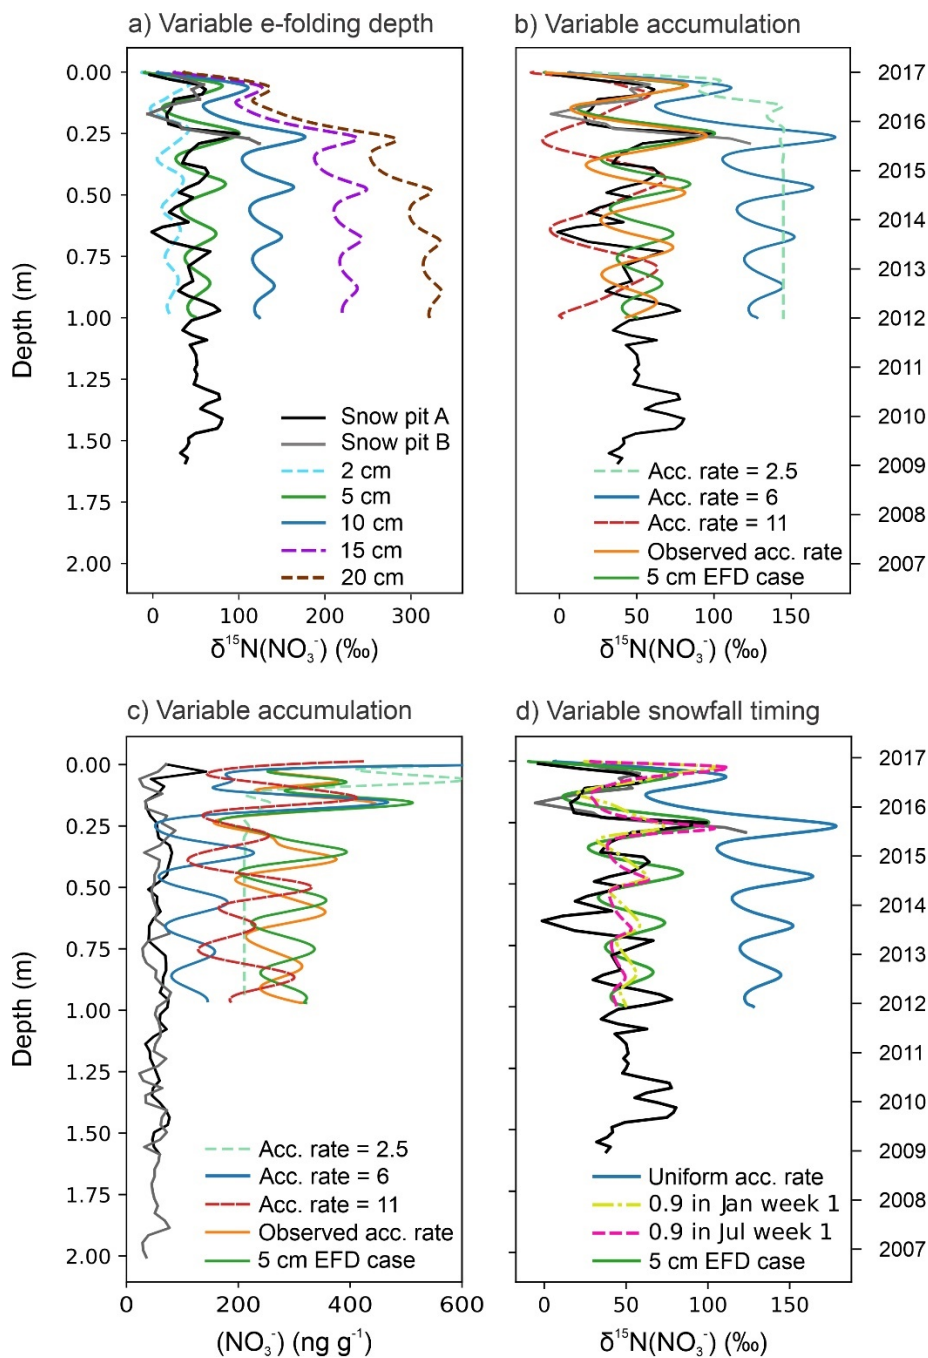 a) Variable e-folding depth
0.00
0.25
0.50
0.75
1.00
1.25
1.50
1.75
2.00
Depth (m)
Snow pit A
Snow pit B
2 cm
5 cm
10 cm
15 cm
20 cm
0 100 200 300
δ¹⁵N(NO₃⁻) (‰)
b) Variable accumulation
2017
2016
2015
2014
2013
2012
2011
2010
2009
2008
2007
Acc. rate = 2.5
Acc. rate = 6
Acc. rate = 11
Observed acc. rate
5 cm EFD case
0 50 100 150
δ¹⁵N(NO₃⁻) (‰)
c) Variable accumulation
0.00
0.25
0.50
0.75
1.00
1.25
1.50
1.75
2.00
Depth (m)
Acc. rate = 2.5
Acc. rate = 6
Acc. rate = 11
Observed acc. rate
5 cm EFD case
0 200 400 600
(NO₃⁻) (ng g⁻¹)
d) Variable snowfall timing
2017
2016
2015
2014
2013
2012
2011
2010
2009
2008
2007
Uniform acc. rate
0.9 in Jan week 1
0.9 in Jul week 1
5 cm EFD case
0 50 100 150
δ¹⁵N(NO₃⁻) (‰)